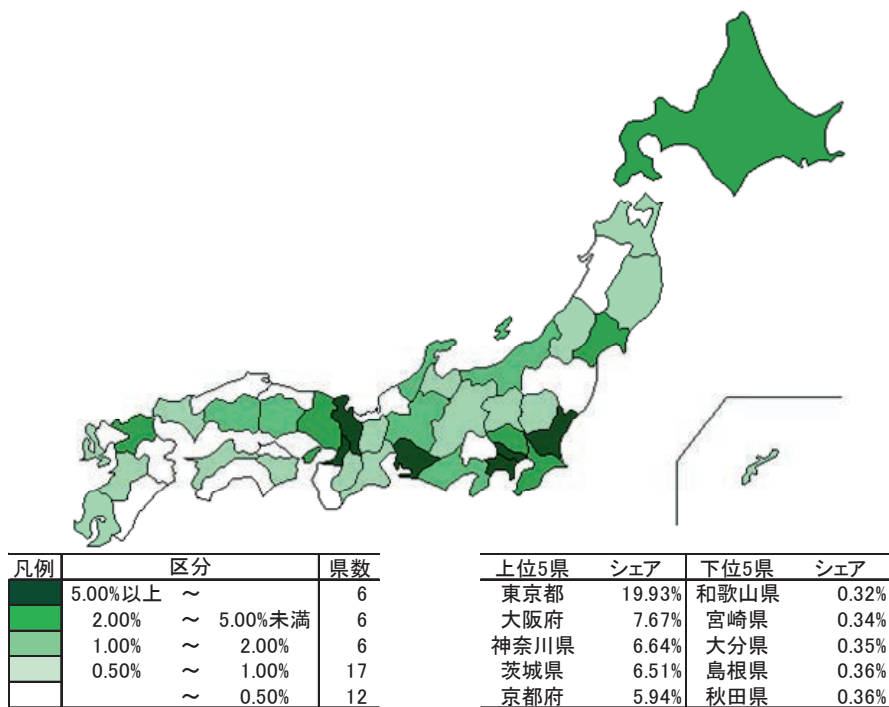 凡例 区分 県数
5.00%以上 ～ 6
2.00% ～ 5.00%未満 6
1.00% ～ 2.00% 6
0.50% ～ 1.00% 17
～ 0.50% 12
上位5県 シェア 下位5県 シェア
東京都 19.93% 和歌山県 0.32%
大阪府 7.67% 宮崎県 0.34%
神奈川県 6.64% 大分県 0.35%
茨城県 6.51% 島根県 0.36%
京都府 5.94% 秋田県 0.36%